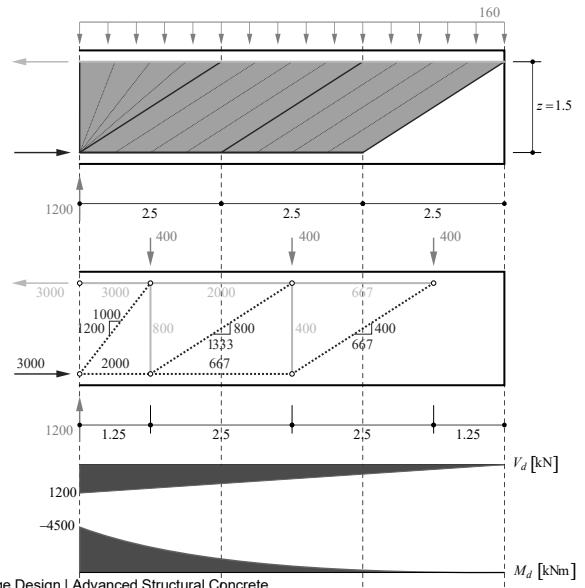 160
z=1.5
1200
2.5 2.5 2.5
400 400 400
3000 3000 2000 667
1000
1200 800 800 400 400
1333 667
667
3000 2000
1200
1.25 2.5 2.5 1.25
V_d [kN]
1200
−4500
M_d [kNm]
ge Design | Advanced Structural Concrete